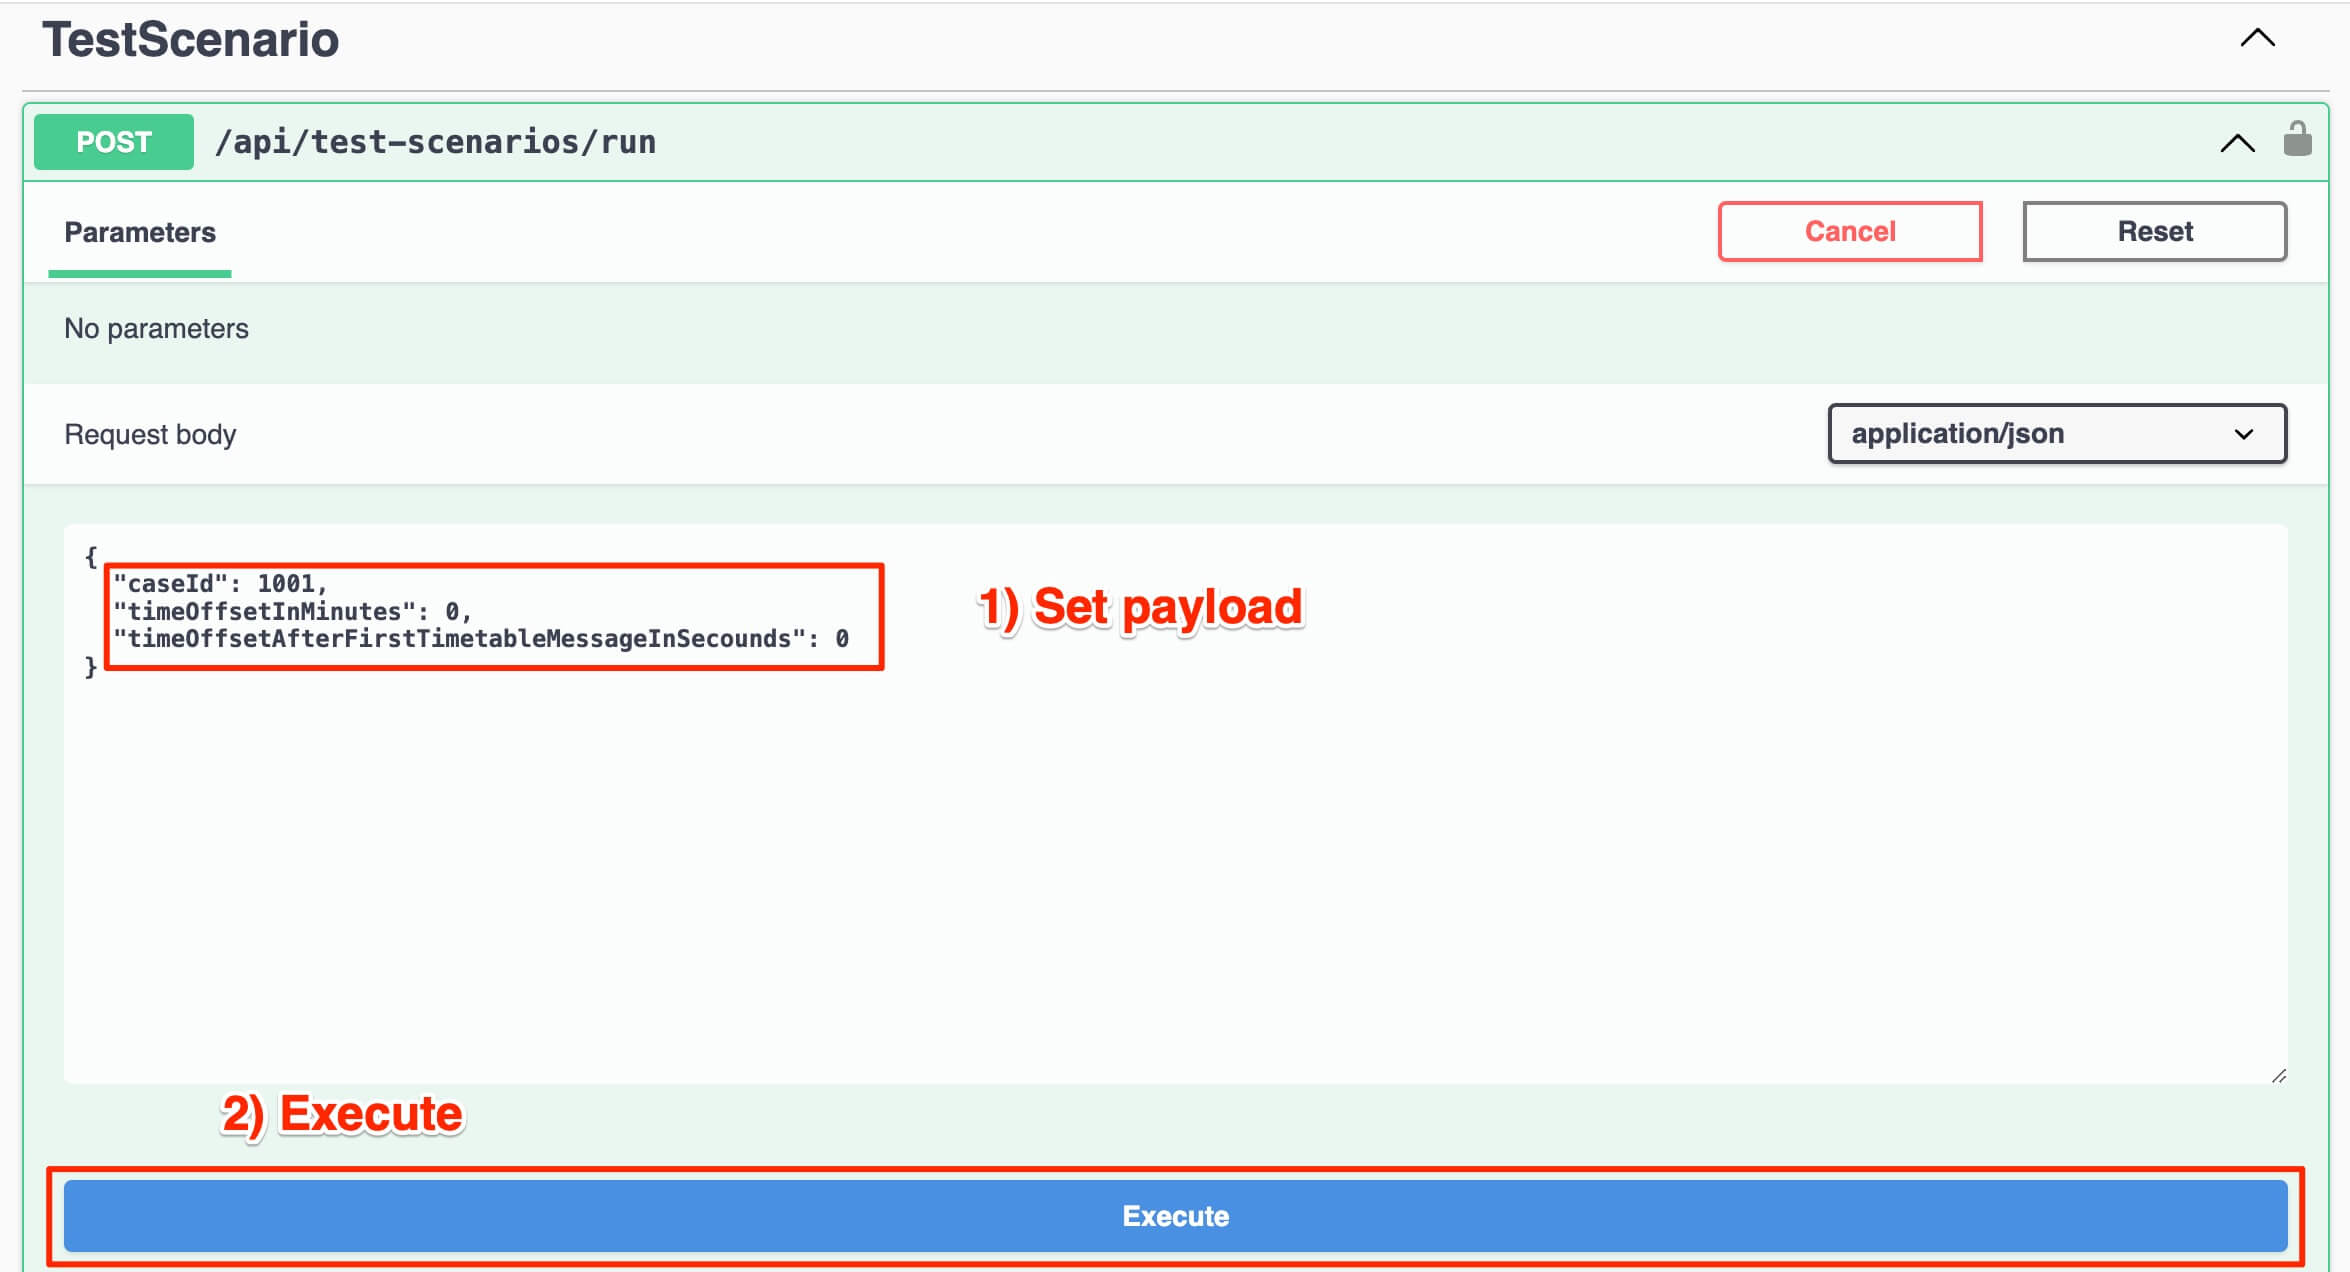 TestScenario
POST /api/test-scenarios/run
Parameters
Cancel
Reset
No parameters
Request body
application/json
{
"caseId": 1001,
"timeOffsetInMinutes": 0,
"timeOffsetAfterFirstTimetableMessageInSecounds": 0
}
1) Set payload
2) Execute
Execute